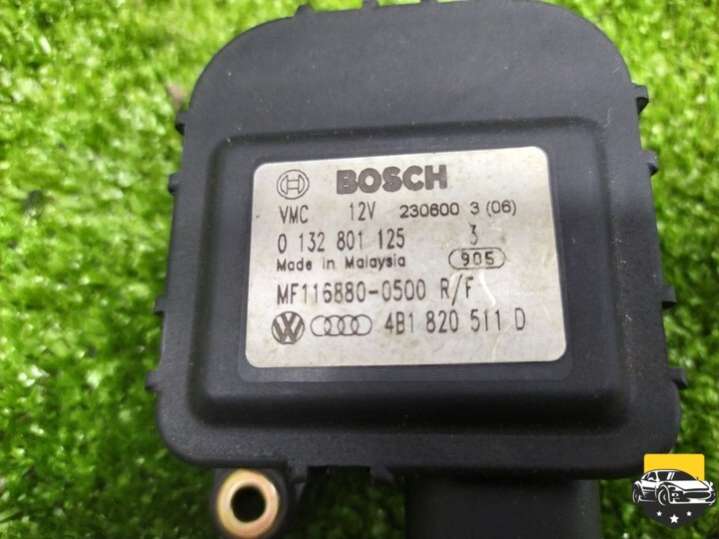 BOSCH
VMC 12V 230600 3 (06)
0 132 801 125 3
Made in Malaysia 905
MF116880-0500 R/F
4B1 820 511 D